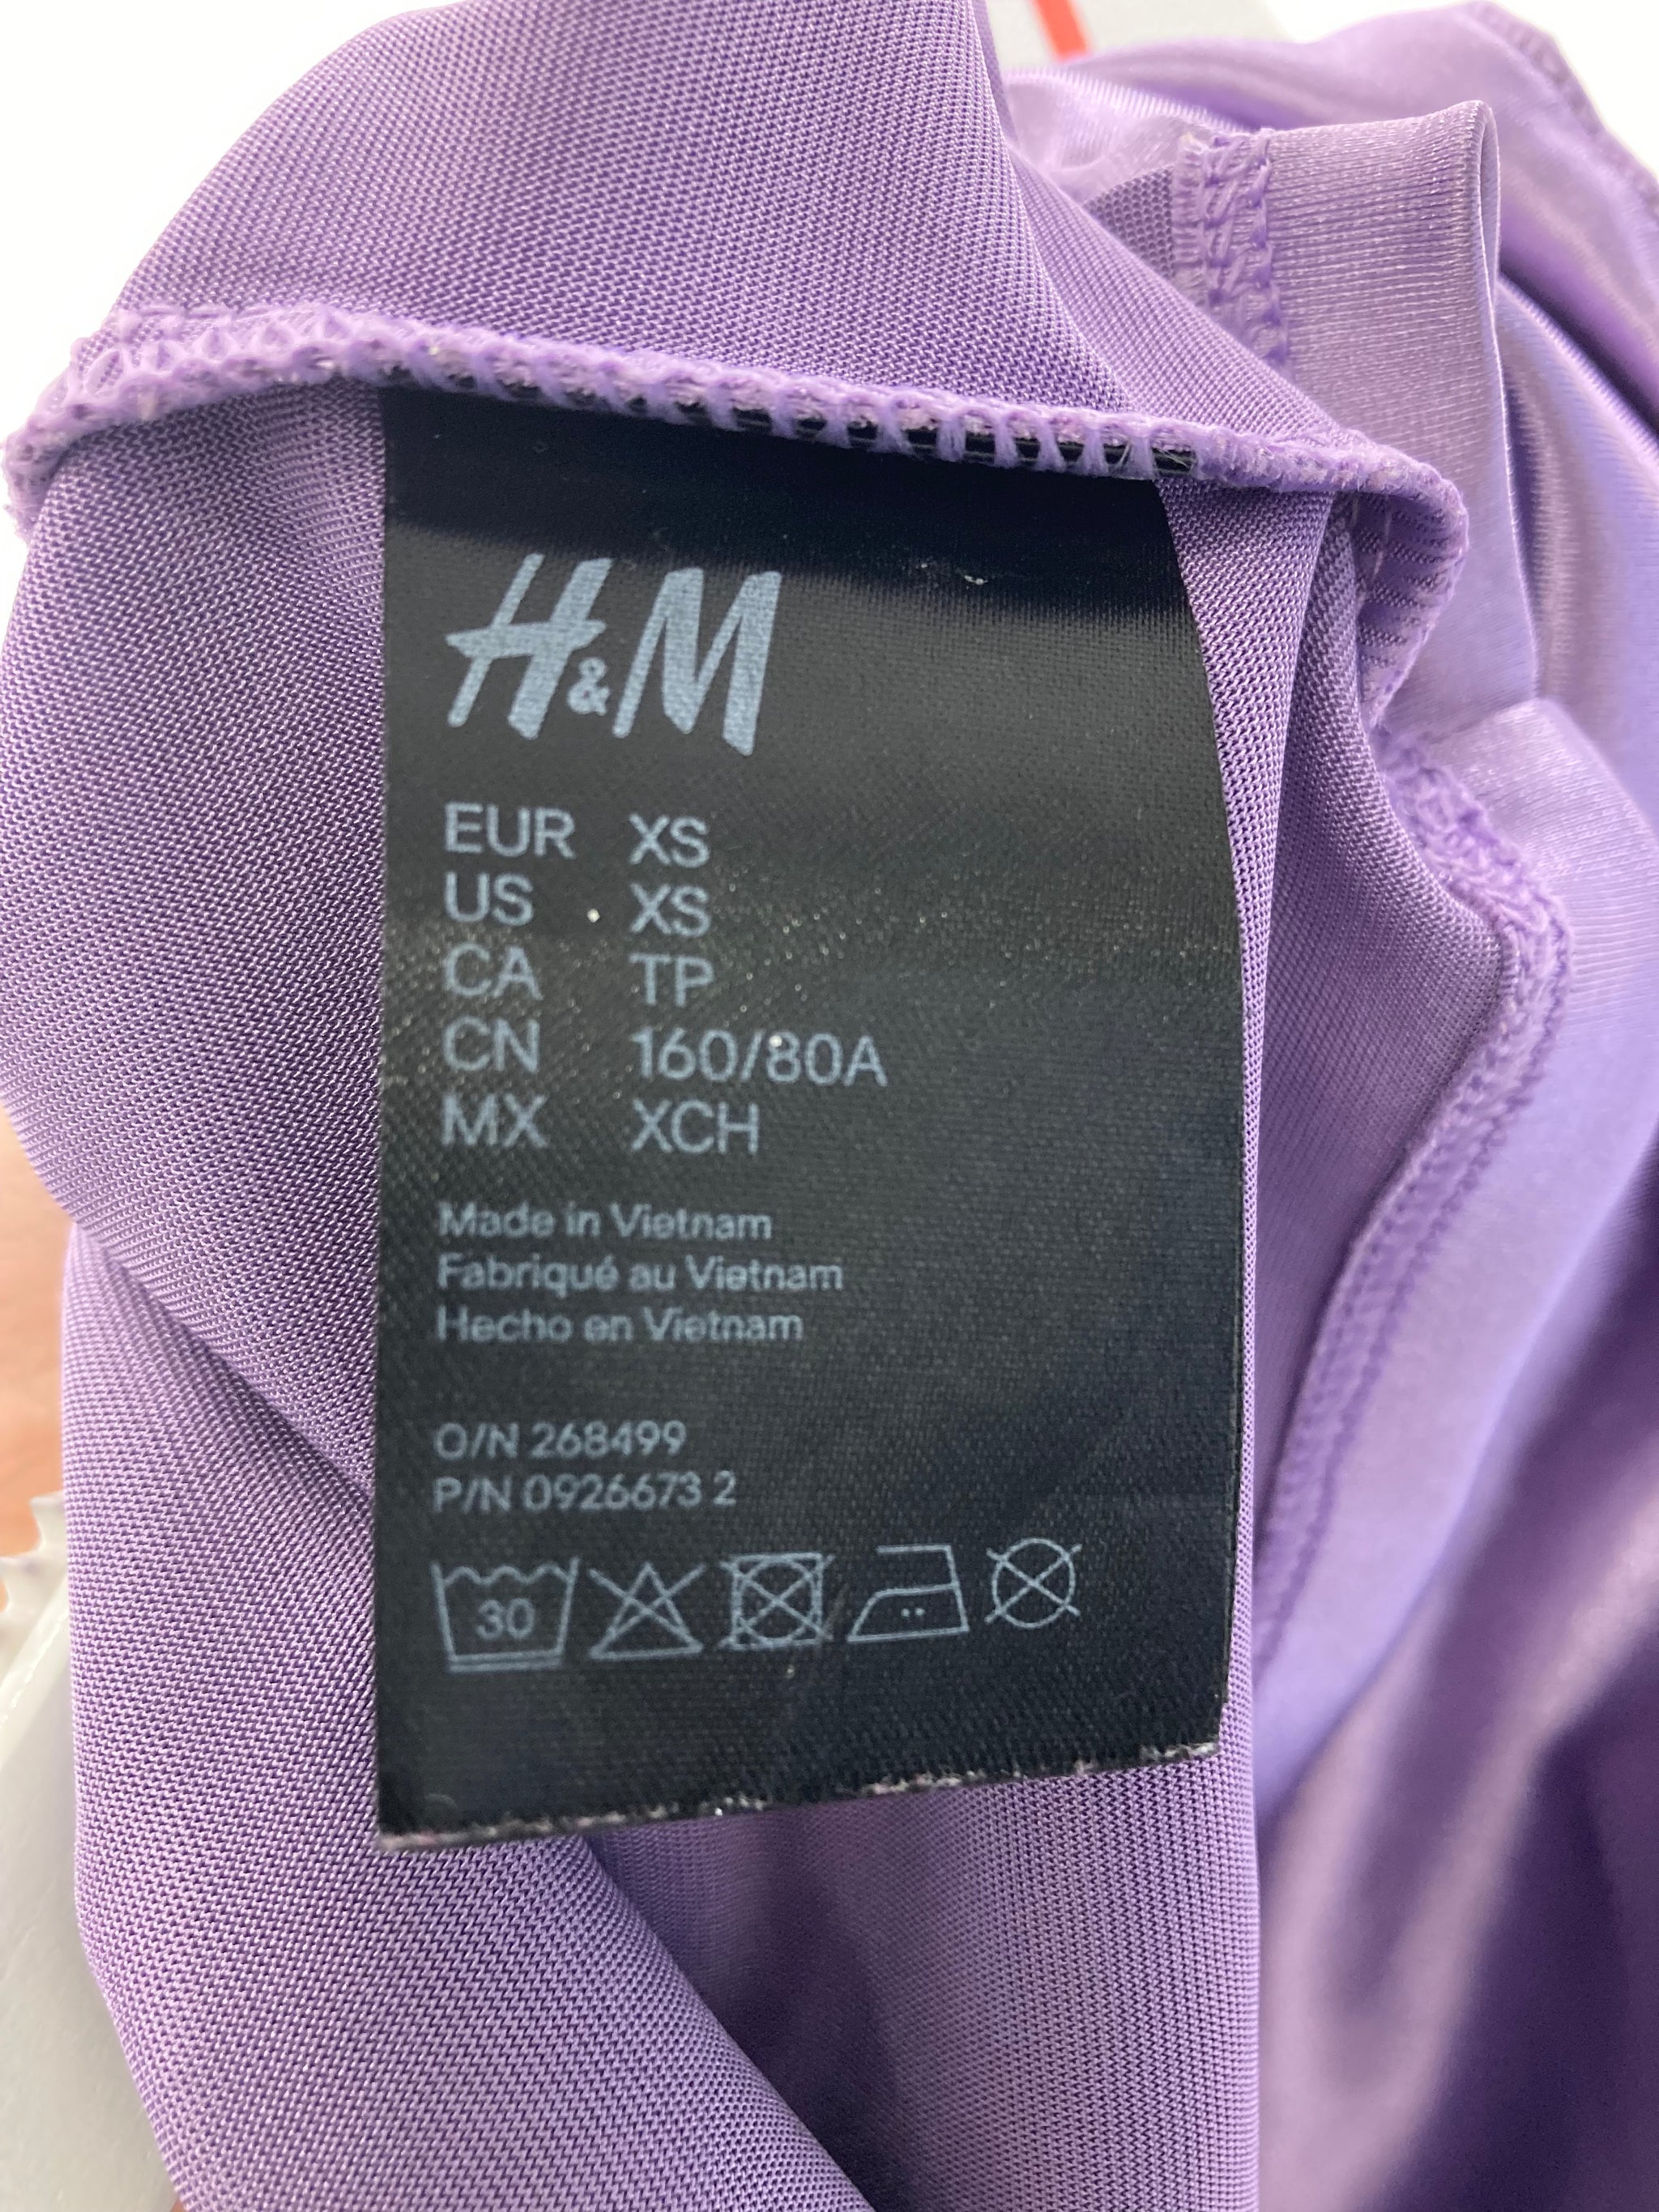 H&M
EUR XS
US XS
CA TP
CN 160/80A
MX XCH
Made in Vietnam
Fabriqué au Vietnam
Hecho en Vietnam
O/N 268499
P/N 0926673 2
30